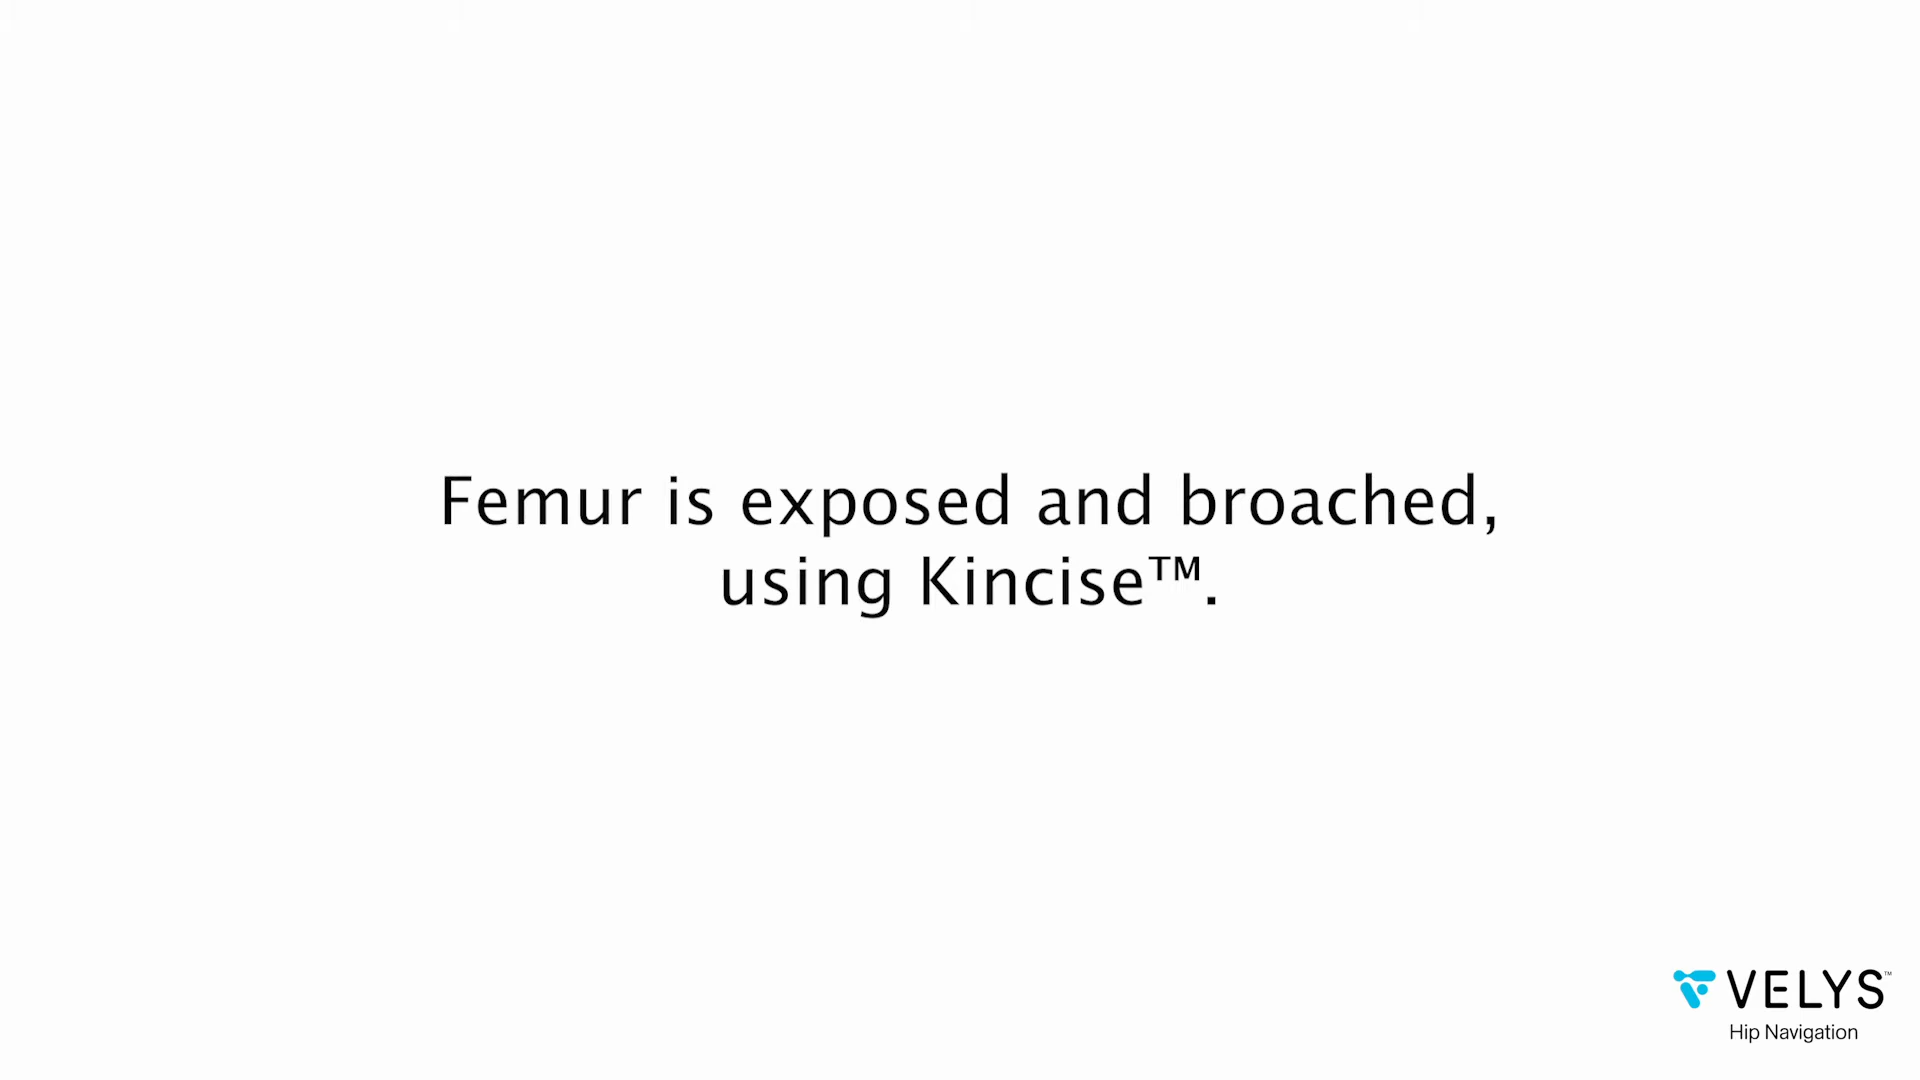 Femur is exposed and broached,
using Kincise™.
VELYS™
Hip Navigation